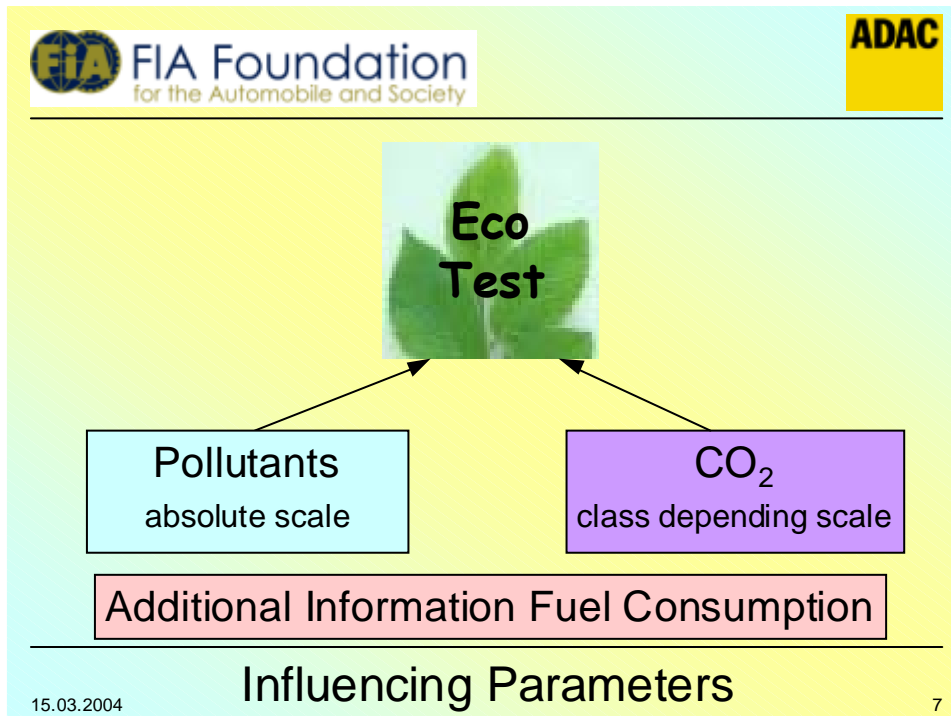 FiA FIA Foundation
for the Automobile and Society
ADAC
Eco
Test
Pollutants
absolute scale
CO₂
class depending scale
Additional Information Fuel Consumption
Influencing Parameters
15.03.2004
7